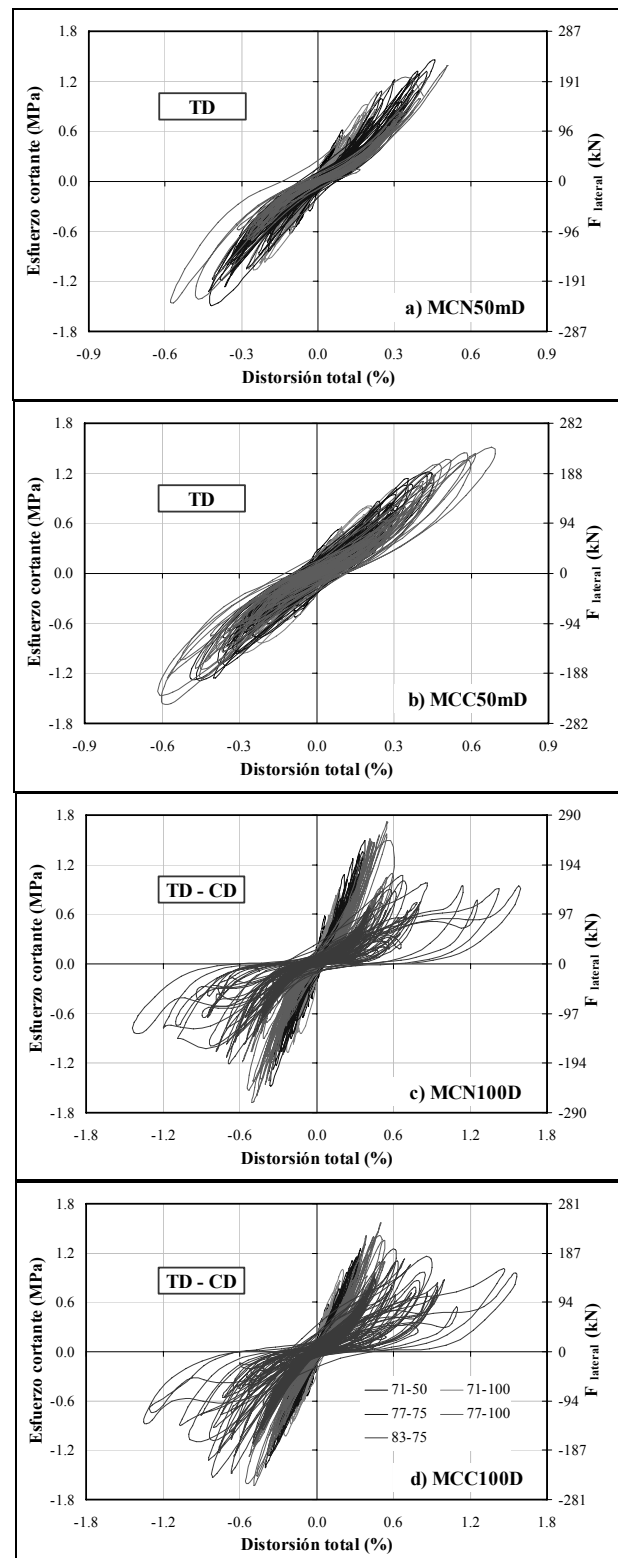 1.8
1.2
0.6
0.0
-0.6
-1.2
-1.8
Esfuerzo cortante (MPa)
TD
287
191
96
0
-96
-191
-287
F lateral (kN)
a) MCN50mD
-0.9 -0.6 -0.3 0.0 0.3 0.6 0.9
Distorsión total (%)
1.8
1.2
0.6
0.0
-0.6
-1.2
-1.8
Esfuerzo cortante (MPa)
TD
282
188
94
0
-94
-188
-282
F lateral (kN)
b) MCC50mD
-0.9 -0.6 -0.3 0.0 0.3 0.6 0.9
Distorsión total (%)
1.8
1.2
0.6
0.0
-0.6
-1.2
-1.8
Esfuerzo cortante (MPa)
TD - CD
290
194
97
0
-97
-194
-290
F lateral (kN)
c) MCN100D
-1.8 -1.2 -0.6 0.0 0.6 1.2 1.8
Distorsión total (%)
1.8
1.2
0.6
0.0
-0.6
-1.2
-1.8
Esfuerzo cortante (MPa)
TD - CD
281
187
94
0
-94
-187
-281
F lateral (kN)
71-50 71-100
77-75 77-100
83-75
d) MCC100D
-1.8 -1.2 -0.6 0.0 0.6 1.2 1.8
Distorsión total (%)